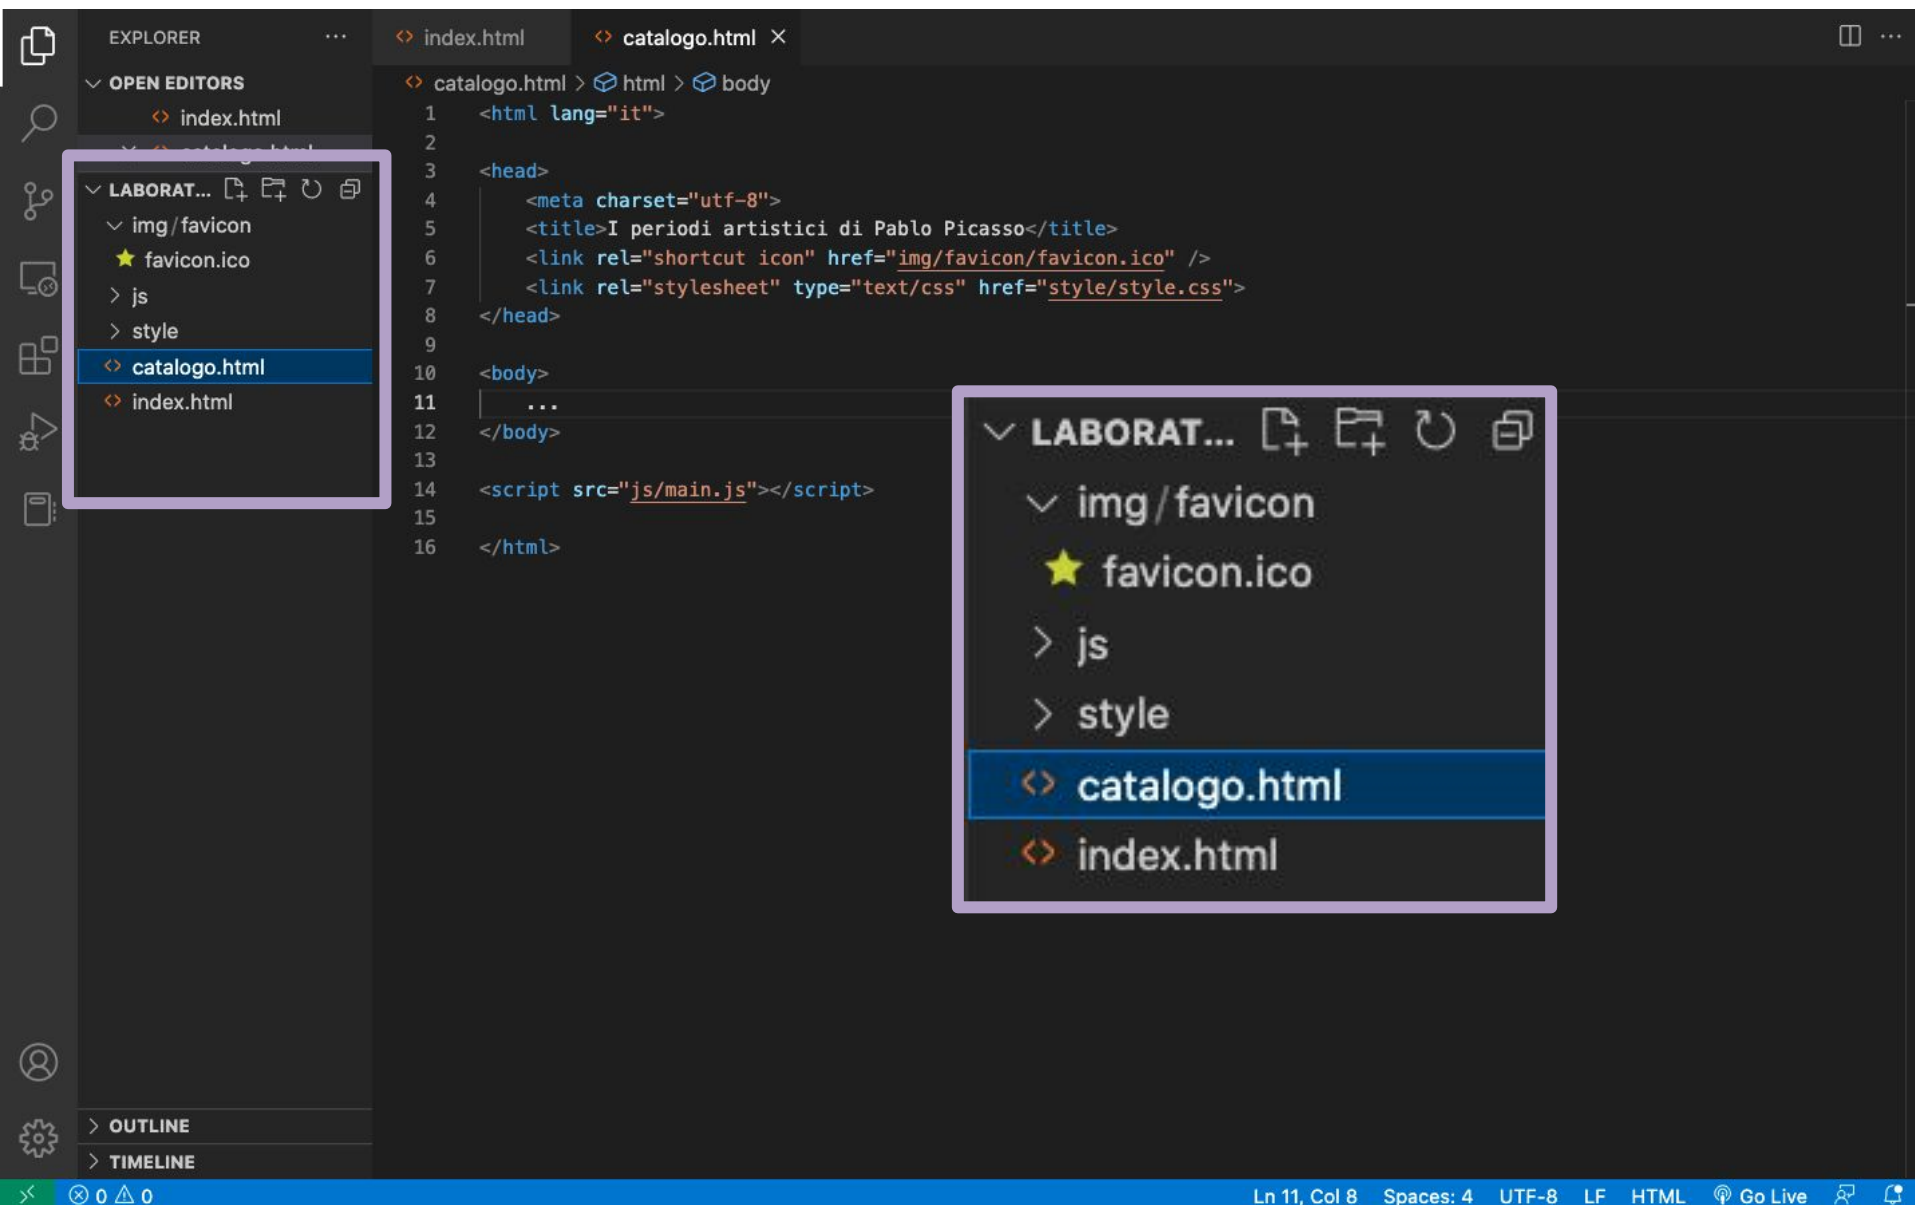 EXPLORER ...
OPEN EDITORS
index.html
catalogo.html
LABORAT...
img/favicon
favicon.ico
js
style
catalogo.html
index.html
OUTLINE
TIMELINE
index.html catalogo.html
catalogo.html > html > body
1 <html lang="it">
2
3 <head>
4 <meta charset="utf-8">
5 <title>I periodi artistici di Pablo Picasso</title>
6 <link rel="shortcut icon" href="img/favicon/favicon.ico" />
7 <link rel="stylesheet" type="text/css" href="style/style.css">
8 </head>
9
10 <body>
11 ...
12 </body>
13
14 <script src="js/main.js"></script>
15
16 </html>
LABORAT...
img/favicon
favicon.ico
js
style
catalogo.html
index.html
0 0 Ln 11, Col 8 Spaces: 4 UTF-8 LF HTML Go Live